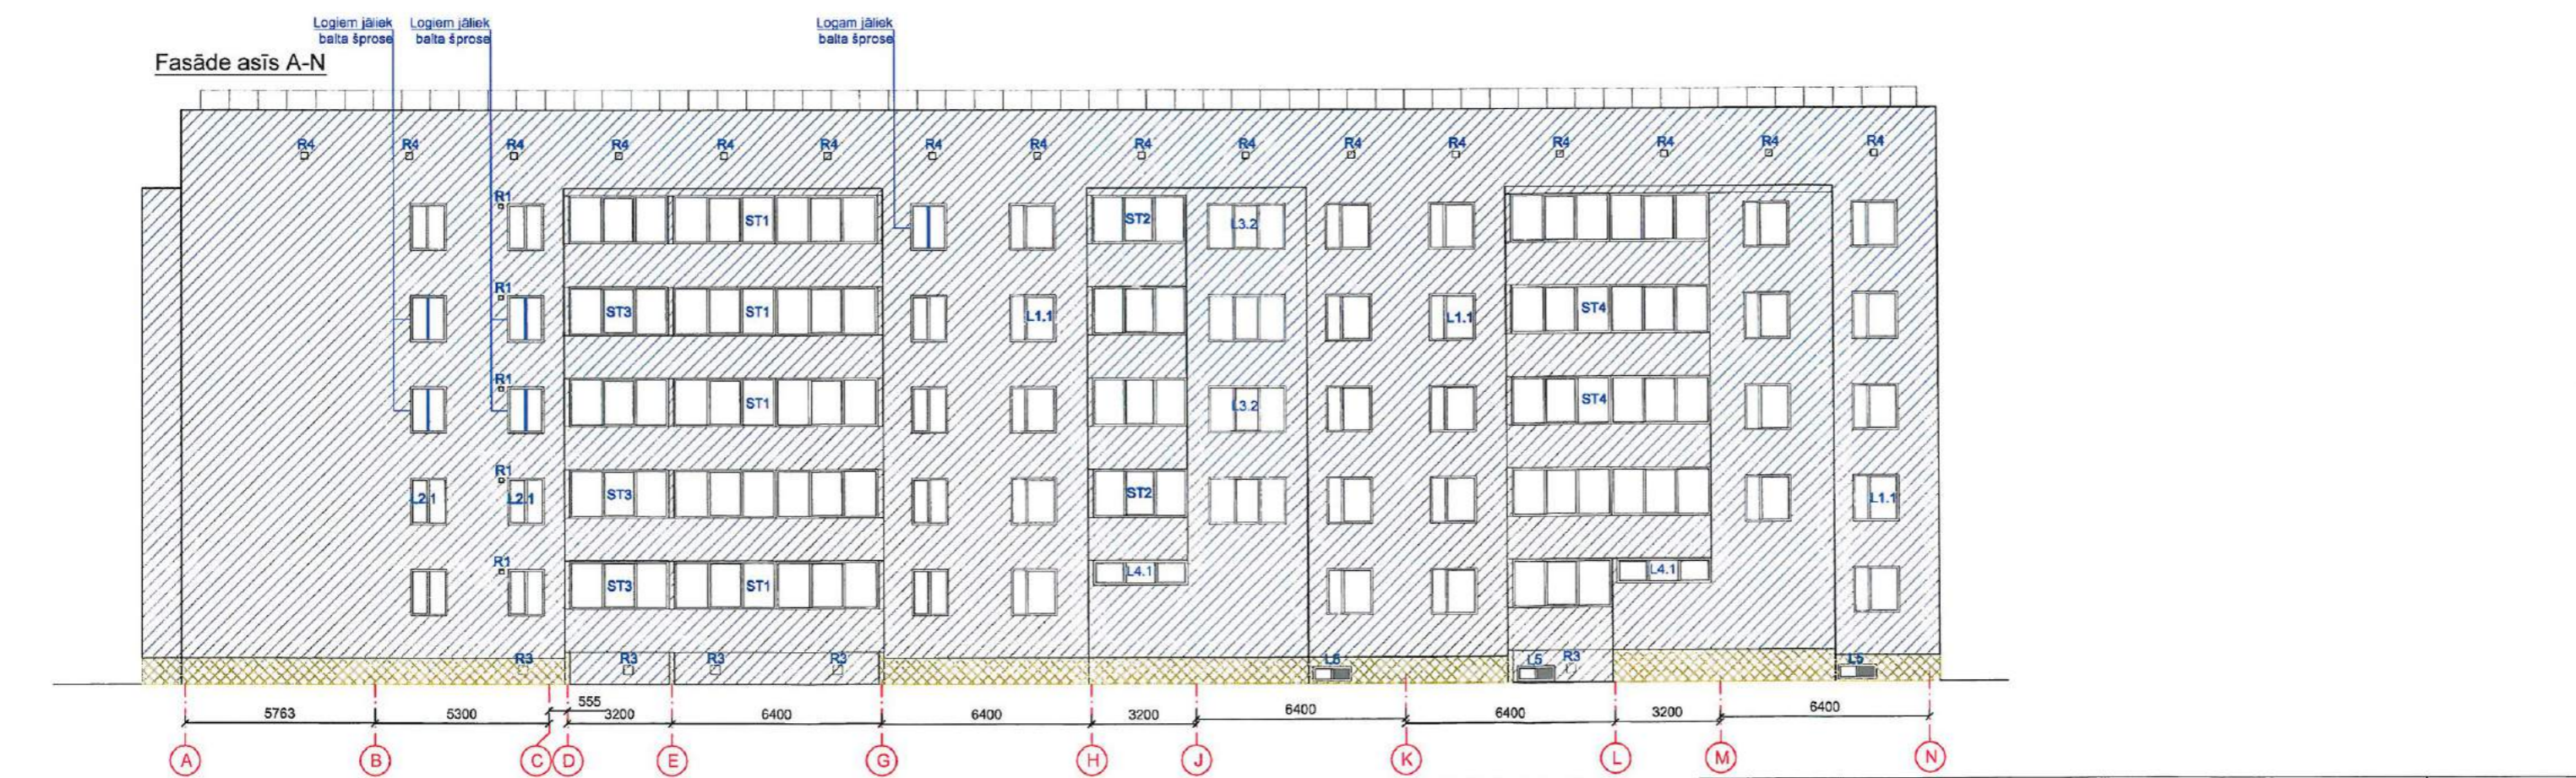 Logiem jāliek
balta šprose
Logiem jāliek
balta šprose
Logam jāliek
balta šprose
Fasāde asīs A-N
R4 R4 R4 R4 R4 R4 R4 R4 R4 R4 R4 R4 R4 R4 R4 R4
R1
ST1 ST2 L3.2
R1
ST3 ST1 L1.1 L1.1 ST4
R1
ST1 L3.2 ST4
R1
L2.1 L2.1 ST3 ST2 L1.1
R1
ST3 ST1 L4.1 L4.1
R3 R3 R3 R3 L5 L5 R3 L5
555
5763 5300 3200 6400 6400 3200 6400 6400 3200 6400
A B C D E G H J K L M N